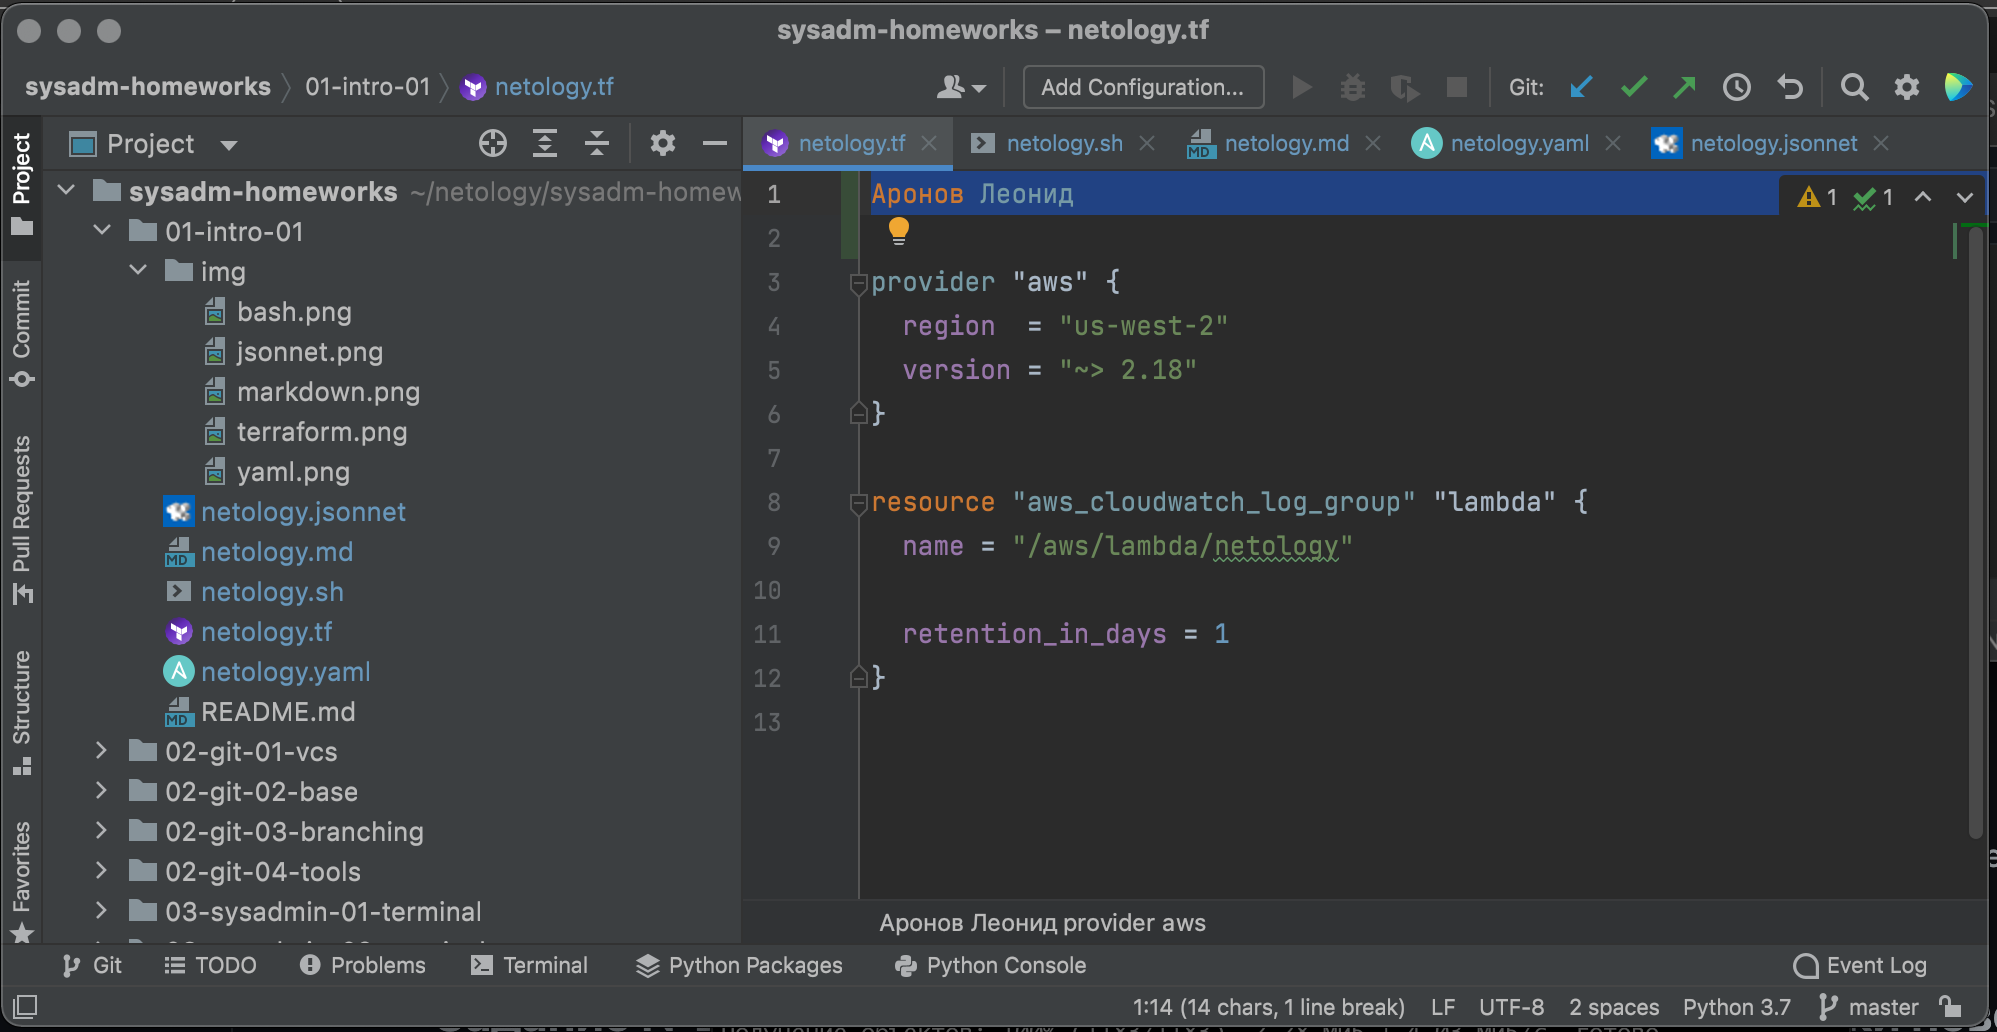 sysadm-homeworks – netology.tf
sysadm-homeworks 01-intro-01 netology.tf Add Configuration... Git:
Project
Commit
Pull Requests
Structure
Favorites
Project
sysadm-homeworks ~/netology/sysadm-homew
01-intro-01
img
bash.png
jsonnet.png
markdown.png
terraform.png
yaml.png
netology.jsonnet
MD netology.md
netology.sh
netology.tf
A netology.yaml
MD README.md
02-git-01-vcs
02-git-02-base
02-git-03-branching
02-git-04-tools
03-sysadmin-01-terminal
netology.tf netology.sh MD netology.md A netology.yaml netology.jsonnet
1 Аронов Леонид 1 1
2
3 provider "aws" {
4 region = "us-west-2"
5 version = "~> 2.18"
6 }
7
8 resource "aws_cloudwatch_log_group" "lambda" {
9 name = "/aws/lambda/netology"
10
11 retention_in_days = 1
12 }
13
Аронов Леонид provider aws
Git TODO Problems Terminal Python Packages Python Console Event Log
1:14 (14 chars, 1 line break) LF UTF-8 2 spaces Python 3.7 master